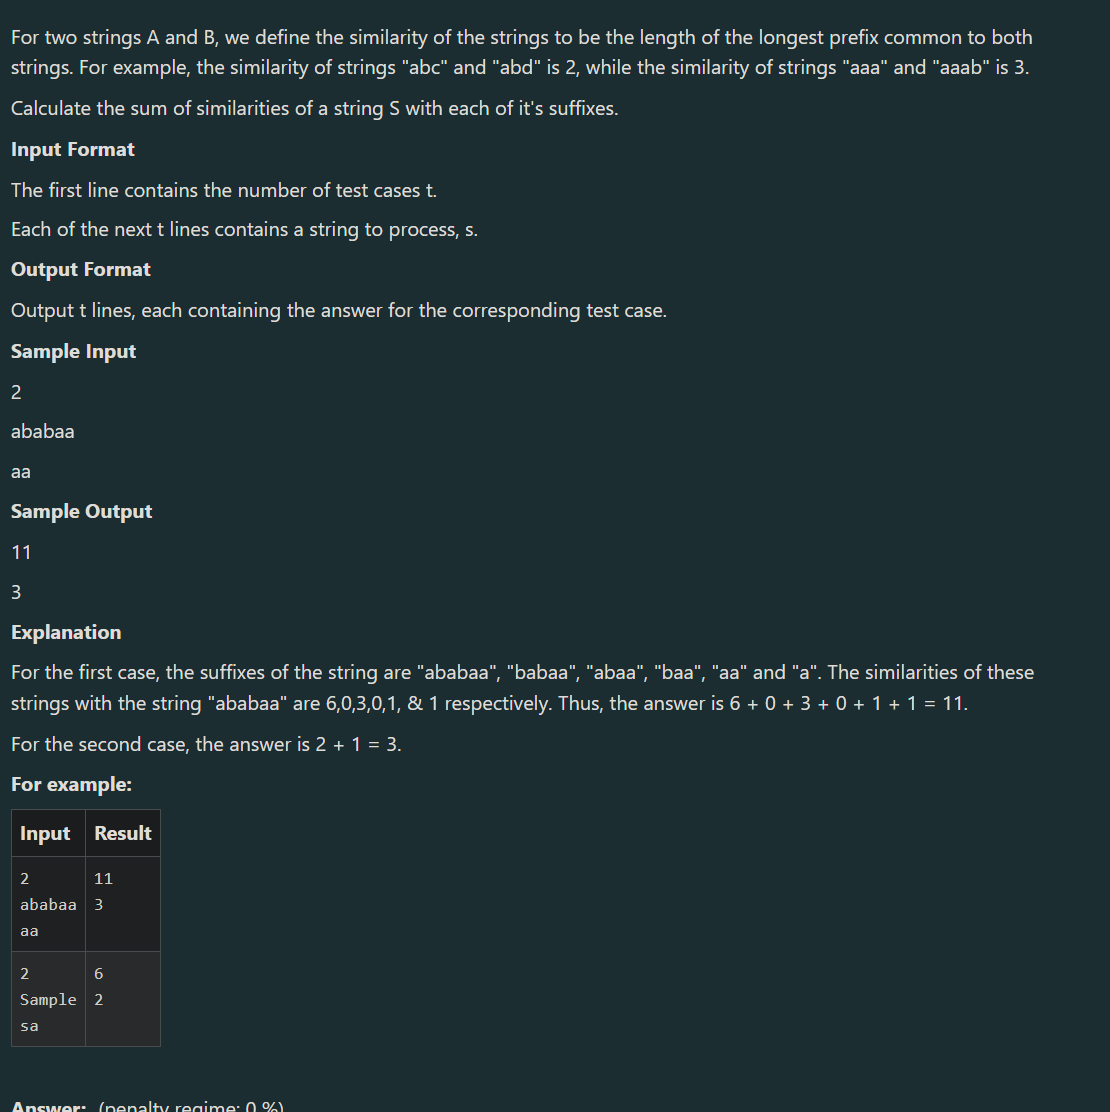 For two strings A and B, we define the similarity of the strings to be the length of the longest prefix common to both
strings. For example, the similarity of strings "abc" and "abd" is 2, while the similarity of strings "aaa" and "aaab" is 3.
Calculate the sum of similarities of a string S with each of it's suffixes.
Input Format
The first line contains the number of test cases t.
Each of the next t lines contains a string to process, s.
Output Format
Output t lines, each containing the answer for the corresponding test case.
Sample Input
2
ababaa
aa
Sample Output
11
3
Explanation
For the first case, the suffixes of the string are "ababaa", "babaa", "abaa", "baa", "aa" and "a". The similarities of these
strings with the string "ababaa" are 6,0,3,0,1, & 1 respectively. Thus, the answer is 6 + 0 + 3 + 0 + 1 + 1 = 11.
For the second case, the answer is 2 + 1 = 3.
For example:
Input Result
2 11
ababaa 3
aa
2 6
Sample 2
sa
Answer: (penalty regime: 0 %)